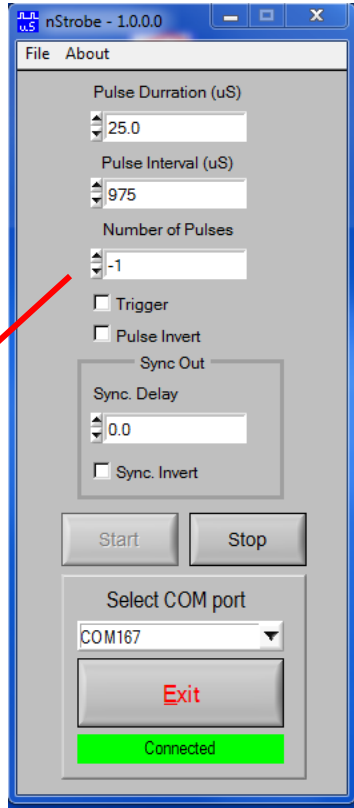 nStrobe - 1.0.0.0
File About
Pulse Durration (uS)
25.0
Pulse Interval (uS)
975
Number of Pulses
-1
Trigger
Pulse Invert
Sync Out
Sync. Delay
0.0
Sync. Invert
Start Stop
Select COM port
COM167
Exit
Connected